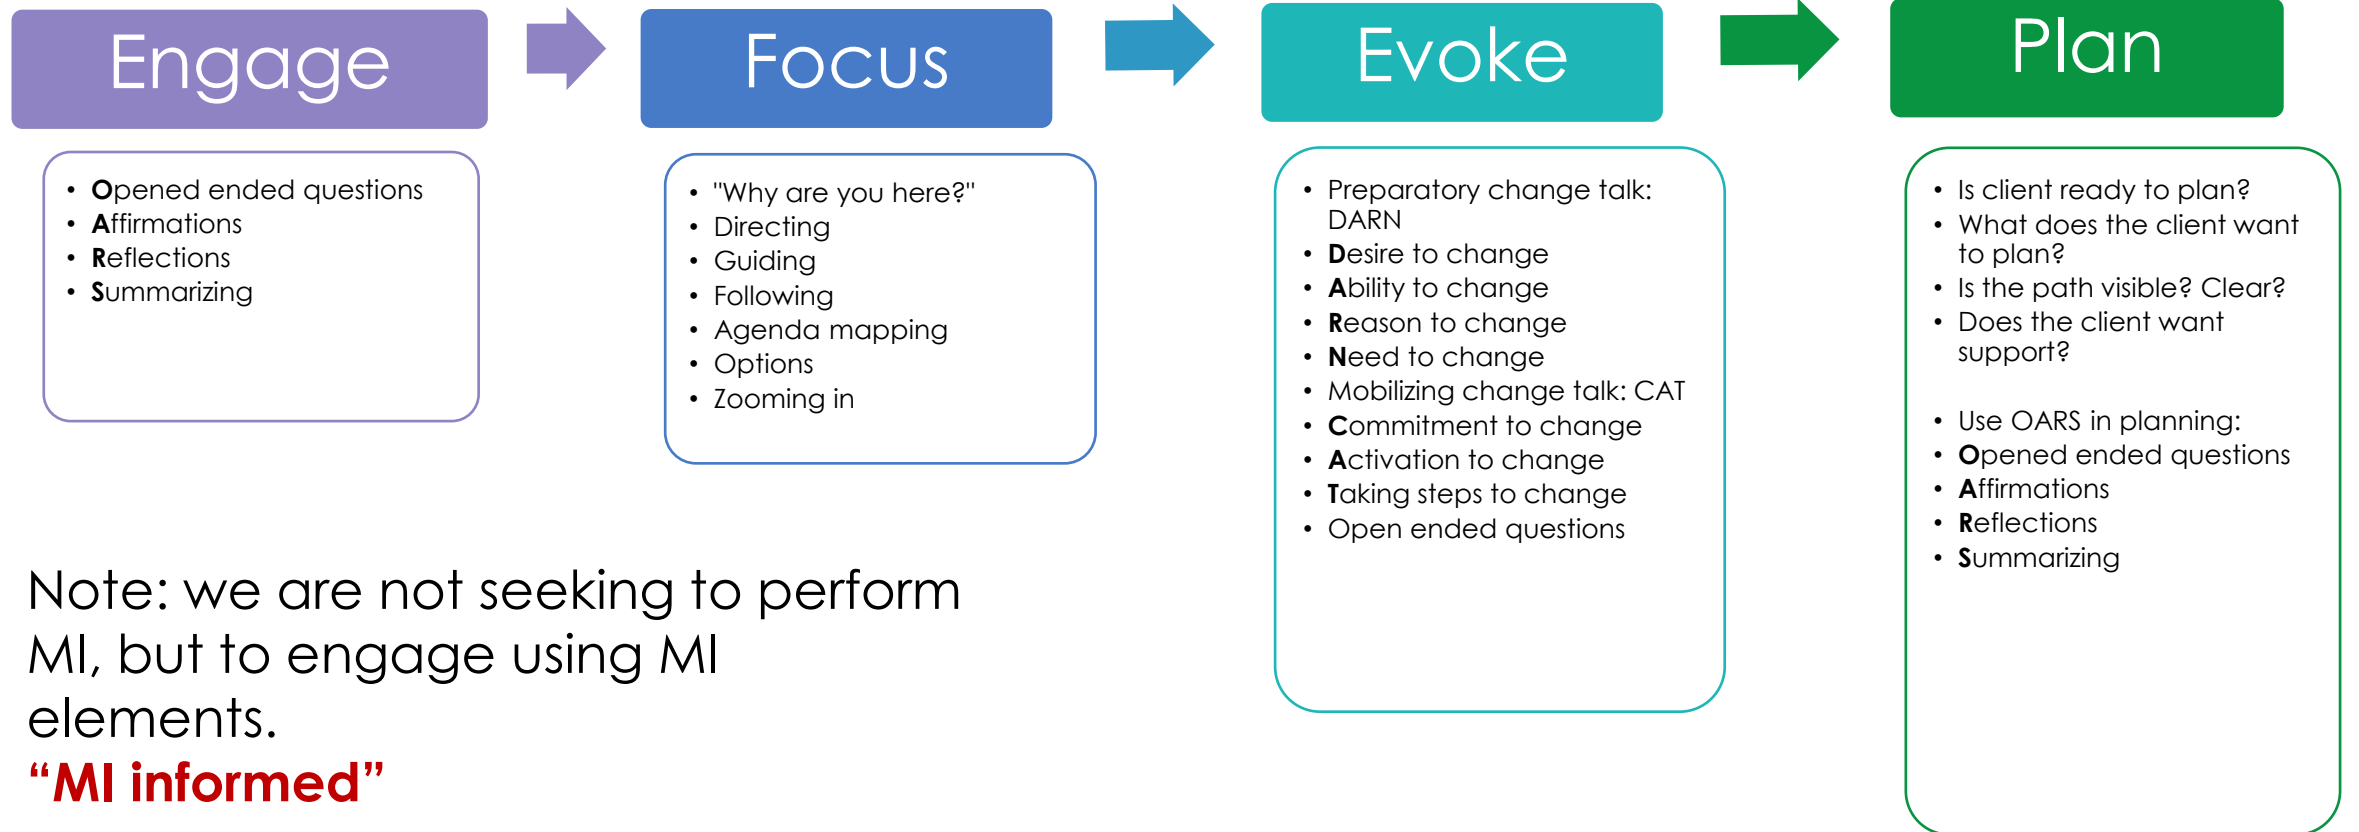 Engage
• Opened ended questions
• Affirmations
• Reflections
• Summarizing
Focus
• "Why are you here?"
• Directing
• Guiding
• Following
• Agenda mapping
• Options
• Zooming in
Evoke
• Preparatory change talk:
DARN
• Desire to change
• Ability to change
• Reason to change
• Need to change
• Mobilizing change talk: CAT
• Commitment to change
• Activation to change
• Taking steps to change
• Open ended questions
Plan
• Is client ready to plan?
• What does the client want
to plan?
• Is the path visible? Clear?
• Does the client want
support?
• Use OARS in planning:
• Opened ended questions
• Affirmations
• Reflections
• Summarizing
Note: we are not seeking to perform
MI, but to engage using MI
elements.
“MI informed”